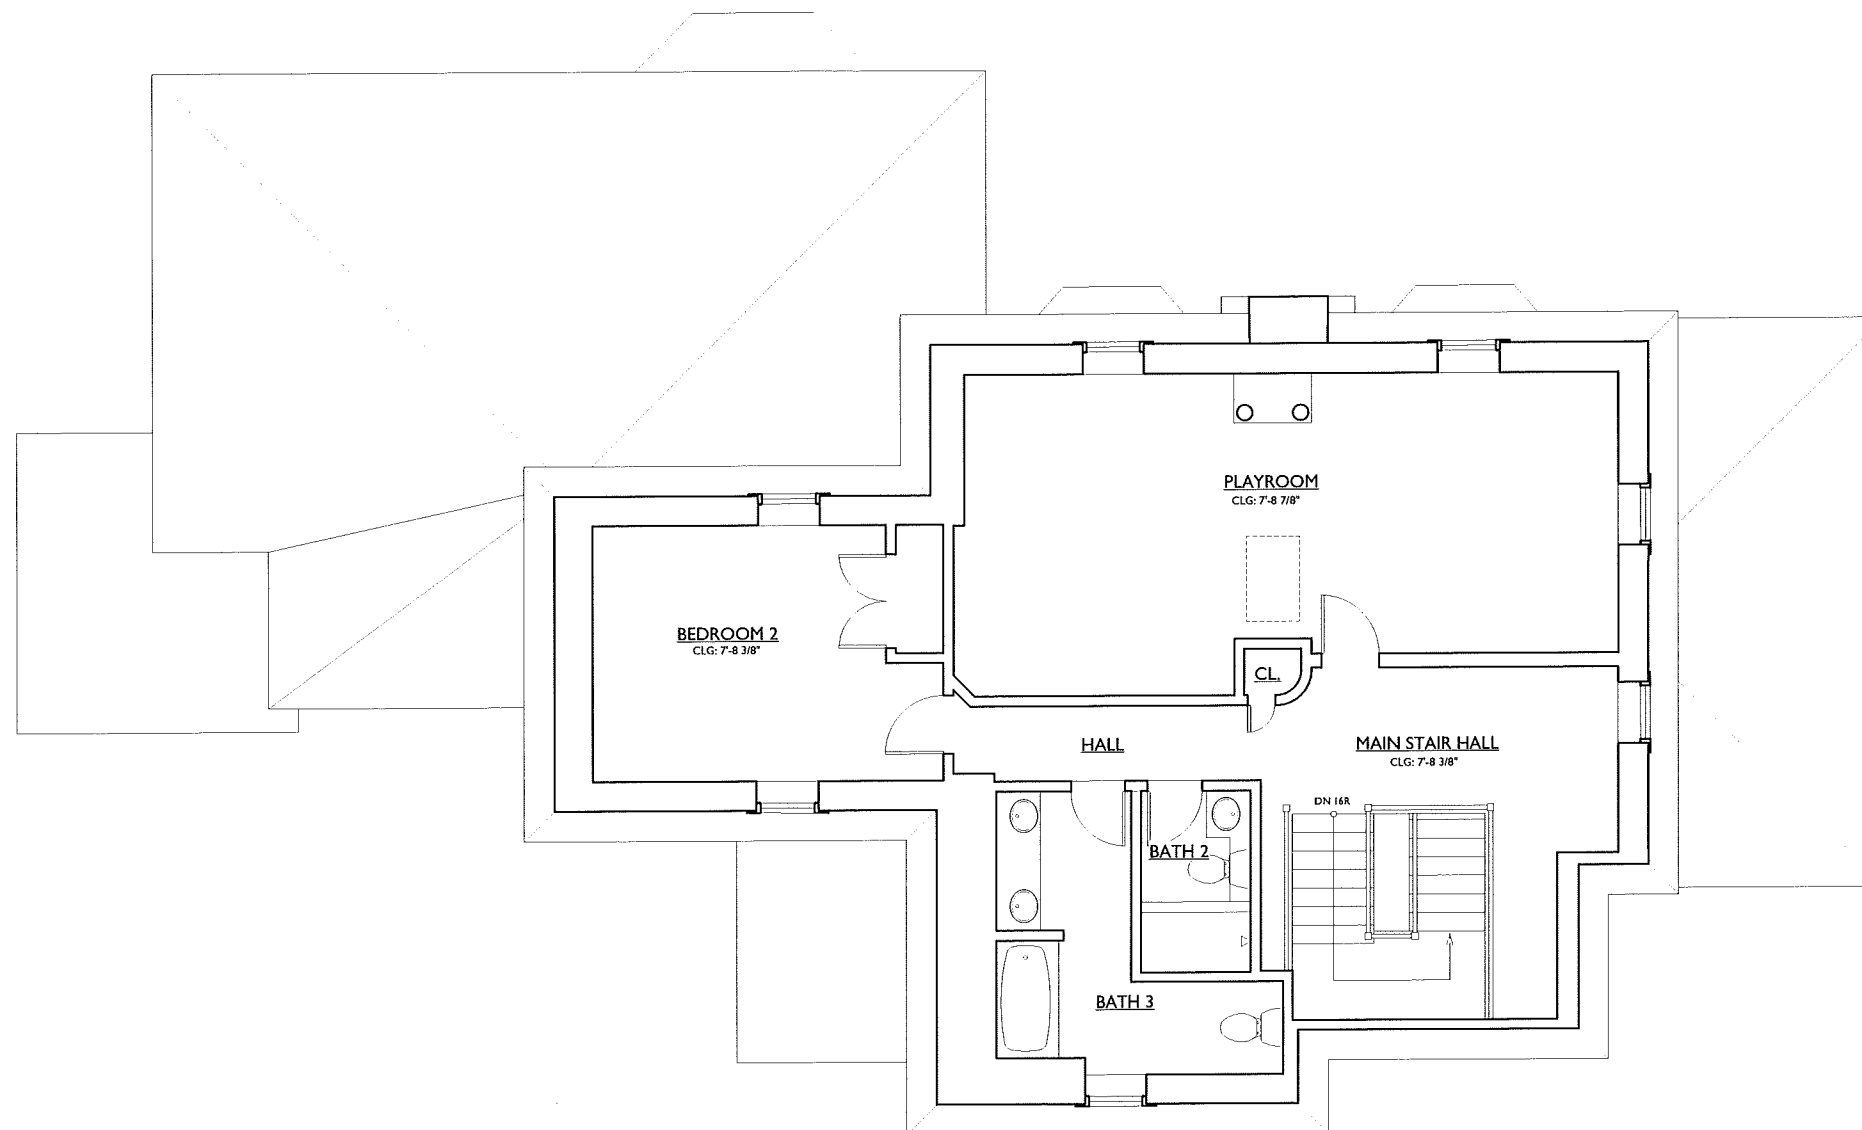 PLAYROOM
CLG: 7'-8 7/8"
BEDROOM 2
CLG: 7'-8 3/8"
CL.
HALL
MAIN STAIR HALL
CLG: 7'-8 3/8"
DN 16R
BATH 2
BATH 3